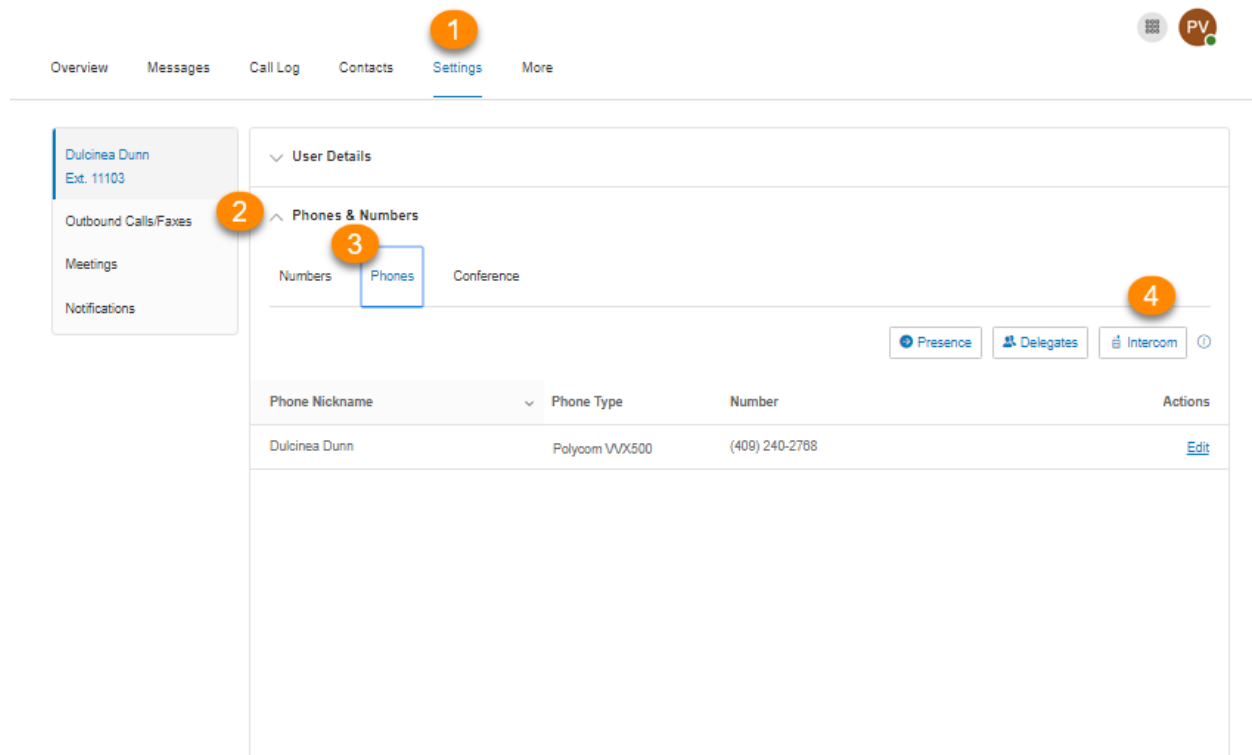 1
PV
Overview Messages Call Log Contacts Settings More
Dulcinea Dunn
Ext. 11103
Outbound Calls/Faxes
Meetings
Notifications
User Details
2 Phones & Numbers
3
Numbers Phones Conference
4
Presence Delegates Intercom
Phone Nickname Phone Type Number Actions
Dulcinea Dunn Polycom VVX500 (409) 240-2768 Edit